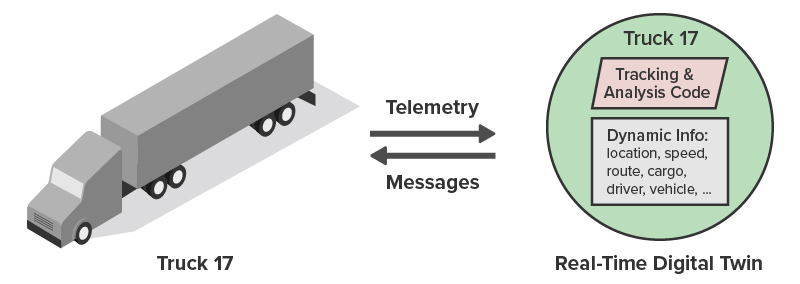 Truck 17
Tracking &
Analysis Code
Telemetry
Dynamic Info:
location, speed,
route, cargo,
driver, vehicle, ...
Messages
Truck 17
Real-Time Digital Twin